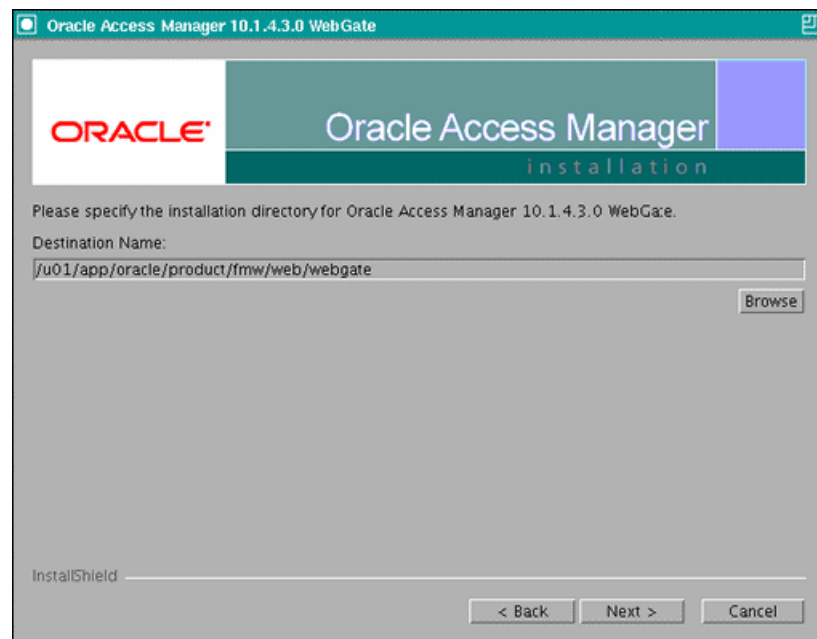 Oracle Access Manager 10.1.4.3.0 WebGate
ORACLE
Oracle Access Manager
installation
Please specify the installation directory for Oracle Access Manager 10.1.4.3.0 WebGate.
Destination Name:
/u01/app/oracle/product/fmw/web/webgate
Browse
InstallShield
< Back Next > Cancel